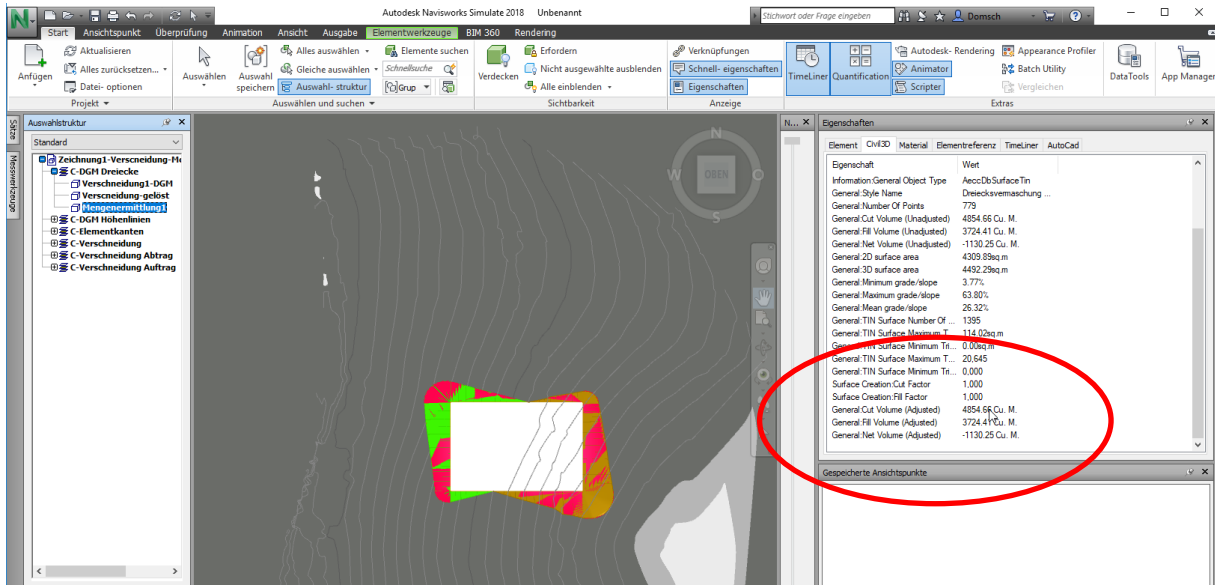 Autodesk Navisworks Simulate 2018 Unbenannt
Stichwort oder Frage eingeben
Domsch
Start Ansichtspunkt Überprüfung Animation Ansicht Ausgabe Elementwerkzeuge BIM 360 Rendering
Anfügen
Aktualisieren
Alles zurücksetzen...
Datei- optionen
Projekt
Auswählen
Auswahl speichern
Alles auswählen
Gleiche auswählen
Auswahl- struktur
Elemente suchen
Schnellsuche
Grup
Auswählen und suchen
Verdecken
Erfordern
Nicht ausgewählte ausblenden
Alle einblenden
Sichtbarkeit
Verknüpfungen
Schnell- eigenschaften
Eigenschaften
Anzeige
TimeLiner
Quantification
Autodesk- Rendering
Animator
Scripter
Appearance Profiler
Batch Utility
Vergleichen
Extras
DataTools
App Manager
Sätze
Messwerkzeuge
Auswahlstruktur
Standard
Zeichnung1-Verscneidung-Me
C-DGM Dreiecke
Verschneidung1-DGM
Verscneidung-gelöst
Mengenermittlung1
C-DGM Höhenlinien
C-Elementkanten
C-Verschneidung
C-Verschneidung Abtrag
C-Verschneidung Auftrag
N
W
OBEN
O
S
N...
Eigenschaften
Element Civil3D Material Elementreferenz TimeLiner AutoCad
Eigenschaft Wert
Information:General Object Type AeccDbSurfaceTin
General:Style Name Dreiecksvermaschung ...
General:Number Of Points 779
General:Cut Volume (Unadjusted) 4854.66 Cu. M.
General:Fill Volume (Unadjusted) 3724.41 Cu. M.
General:Net Volume (Unadjusted) -1130.25 Cu. M.
General:2D surface area 4309.89sq.m
General:3D surface area 4492.29sq.m
General:Minimum grade/slope 3.77%
General:Maximum grade/slope 63.80%
General:Mean grade/slope 26.32%
General:TIN Surface Number Of ... 1395
General:TIN Surface Maximum T... 114.02sq.m
General:TIN Surface Minimum Tri... 0.00sq.m
General:TIN Surface Maximum T... 20,645
General:TIN Surface Minimum Tri... 0,000
Surface Creation:Cut Factor 1,000
Surface Creation:Fill Factor 1,000
General:Cut Volume (Adjusted) 4854.66 Cu. M.
General:Fill Volume (Adjusted) 3724.41 Cu. M.
General:Net Volume (Adjusted) -1130.25 Cu. M.
Gespeicherte Ansichtspunkte